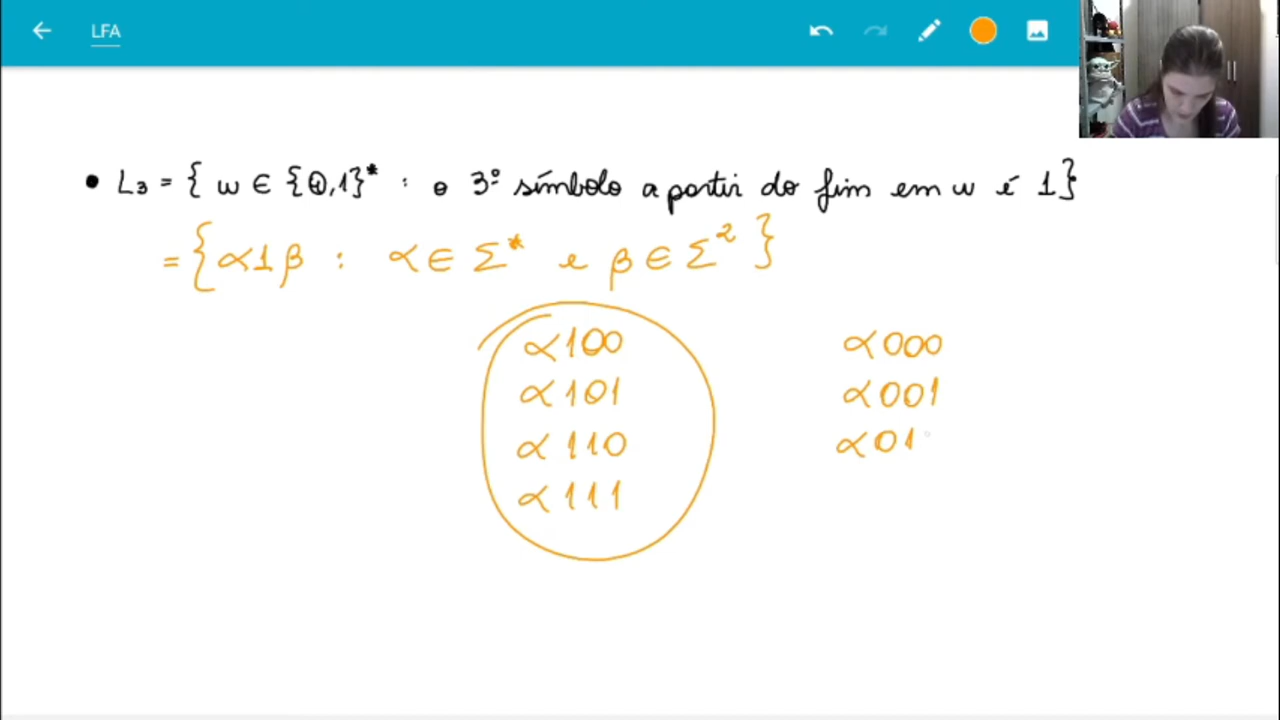 LFA
• L3 = { w ∈ {0,1}* : o 3º símbolo a partir do fim em w é 1}
= {α1β : α ∈ Σ* e β ∈ Σ²}
α100 α000
α101 α001
α110 α01
α111